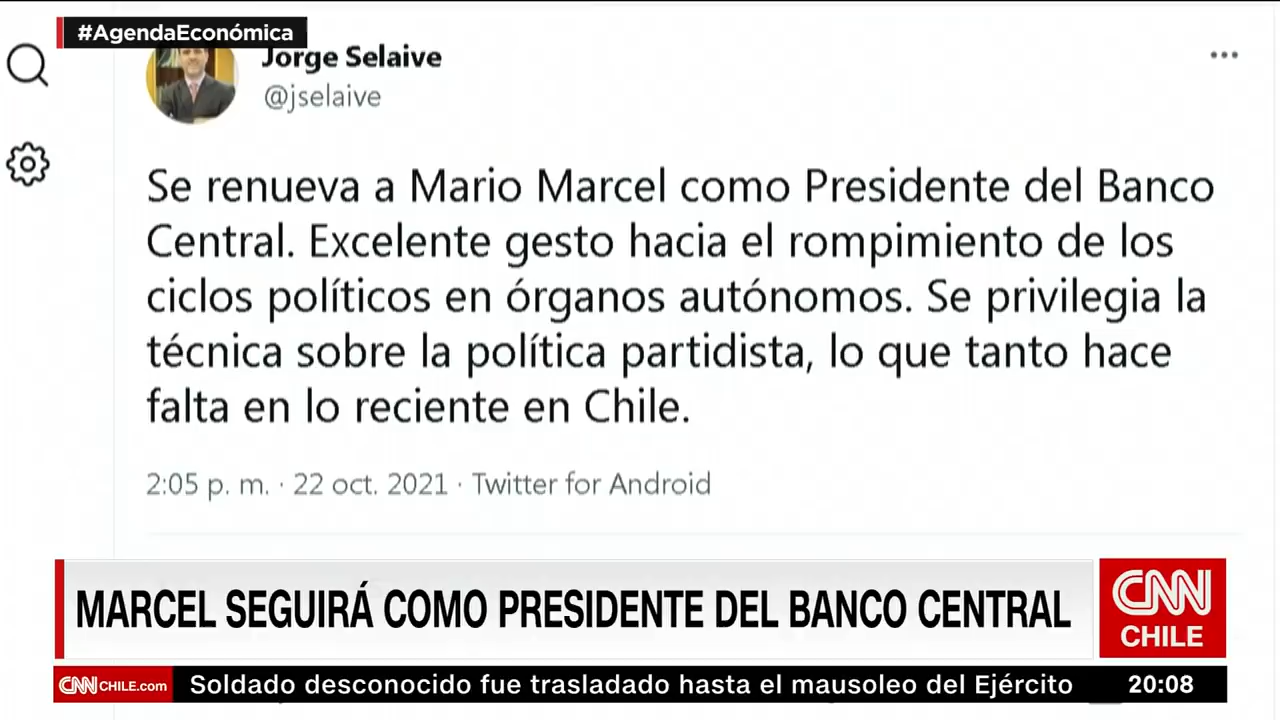 #AgendaEconómica
Jorge Selaive
@jselaive
Se renueva a Mario Marcel como Presidente del Banco
Central. Excelente gesto hacia el rompimiento de los
ciclos políticos en órganos autónomos. Se privilegia la
técnica sobre la política partidista, lo que tanto hace
falta en lo reciente en Chile.
2:05 p. m. · 22 oct. 2021 · Twitter for Android
MARCEL SEGUIRÁ COMO PRESIDENTE DEL BANCO CENTRAL
CNN
CHILE
CNNCHILE.com
Soldado desconocido fue trasladado hasta el mausoleo del Ejército
20:08